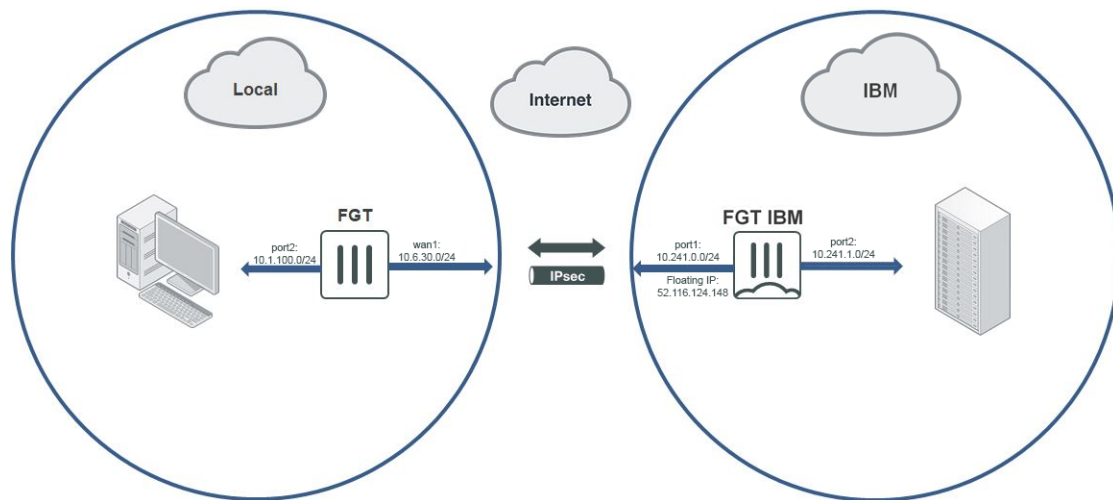 Local
Internet
IBM
FGT
port2:
10.1.100.0/24
wan1:
10.6.30.0/24
IPsec
FGT IBM
port1:
10.241.0.0/24
Floating IP:
52.116.124.148
port2:
10.241.1.0/24